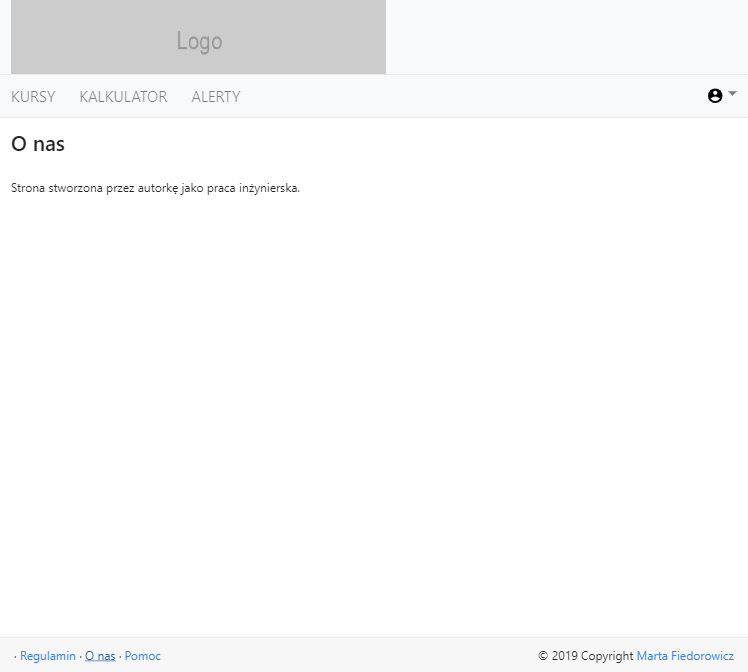 Logo
KURSY KALKULATOR ALERTY
O nas
Strona stworzona przez autorkę jako praca inżynierska.
· Regulamin · O nas · Pomoc © 2019 Copyright Marta Fiedorowicz